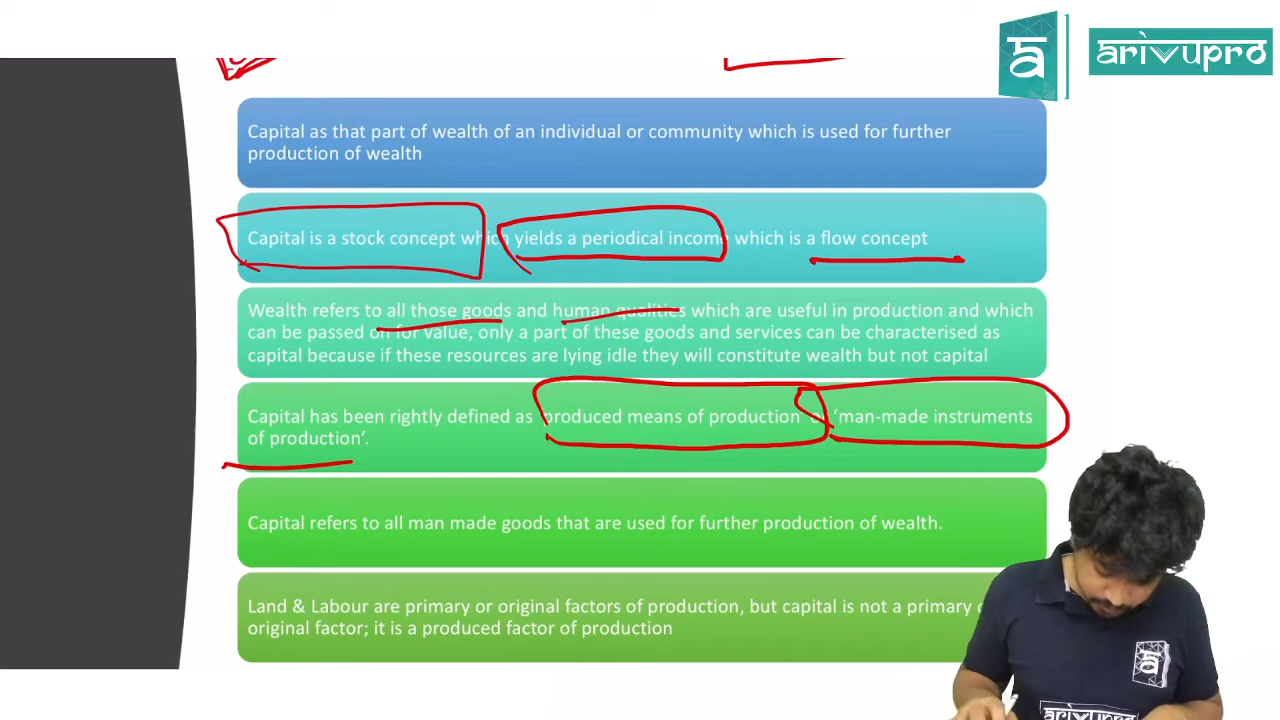 arivupro
Capital as that part of wealth of an individual or community which is used for further
production of wealth
Capital is a stock concept which yields a periodical income which is a flow concept
Wealth refers to all those goods and human qualities which are useful in production and which
can be passed on for value, only a part of these goods and services can be characterised as
capital because if these resources are lying idle they will constitute wealth but not capital
Capital has been rightly defined as 'produced means of production' or 'man-made instruments
of production'.
Capital refers to all man made goods that are used for further production of wealth.
Land & Labour are primary or original factors of production, but capital is not a primary
original factor; it is a produced factor of production
arivupro